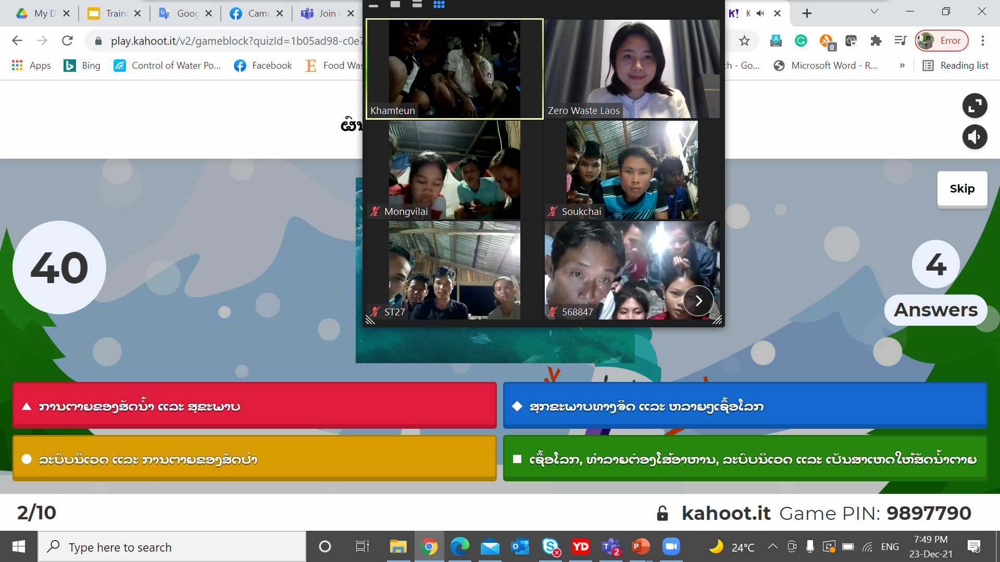 My D
Traini
Goog
Came
Join
K
play.kahoot.it/v2/gameblock?quizId=1b05ad98-c0e7
0
Error
Apps
Bing
Control of Water Po...
Facebook
Food Was
ch - Go...
Microsoft Word - R...
»
Reading list
Khamteun
Zero Waste Laos
Mongvilai
Soukchai
ST27
568847
Skip
40
4
Answers
ການຕາຍຂອງສັດນ້ຳ ແລະ ສຸຂະພາບ
ສຸກຂະພາບທາງຈິດ ແລະ ຫລາຍໆເຊື້ອໂລກ
ລະບົບນິເວດ ແລະ ການຕາຍຂອງສັດປ່າ
ເຊື້ອໂລກ, ທຳລາຍຕ່ອງໂສ້ອາຫານ, ລະບົບນິເວດ ແລະ ເປັນສາເຫດໃຫ້ສັດນ້ຳຕາຍ
2/10
kahoot.it Game PIN: 9897790
Type here to search
2
24°C
ENG
7:49 PM
23-Dec-21